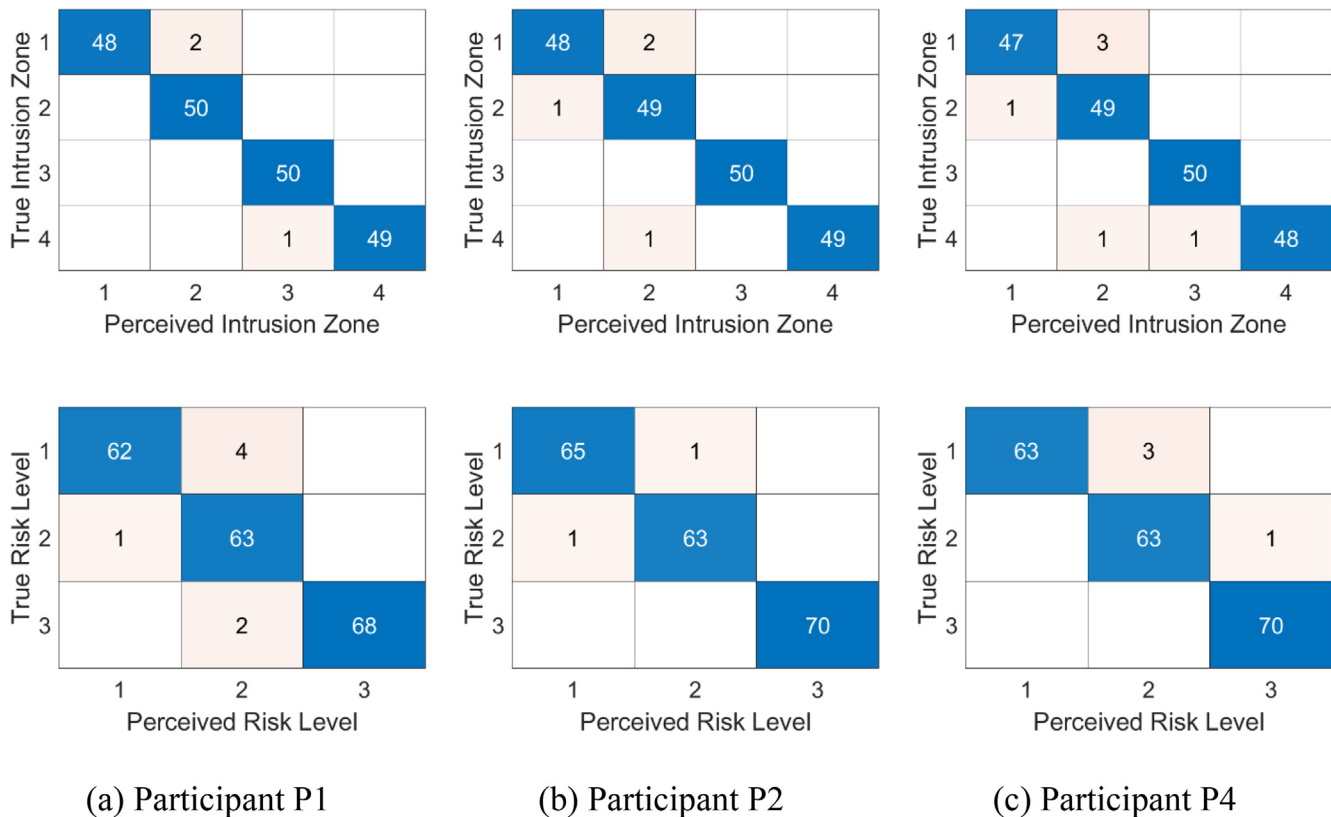 True Intrusion Zone
1 48 2
2 50
3 50
4 1 49
1 2 3 4
Perceived Intrusion Zone
True Intrusion Zone
1 48 2
2 1 49
3 50
4 1 49
1 2 3 4
Perceived Intrusion Zone
True Intrusion Zone
1 47 3
2 1 49
3 50
4 1 1 48
1 2 3 4
Perceived Intrusion Zone
True Risk Level
1 62 4
2 1 63
3 2 68
1 2 3
Perceived Risk Level
True Risk Level
1 65 1
2 1 63
3 70
1 2 3
Perceived Risk Level
True Risk Level
1 63 3
2 63 1
3 70
1 2 3
Perceived Risk Level
(a) Participant P1
(b) Participant P2
(c) Participant P4